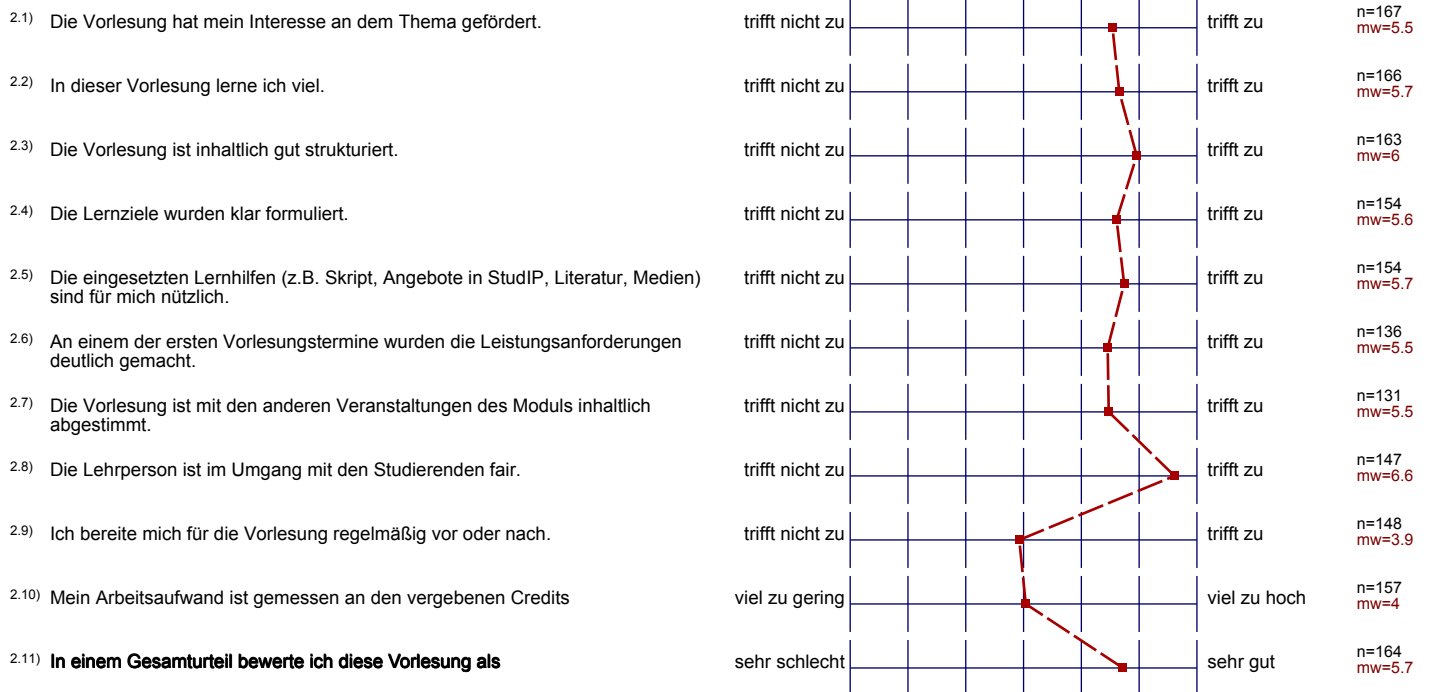 2.1) Die Vorlesung hat mein Interesse an dem Thema gefördert. trifft nicht zu trifft zu n=167
mw=5.5
2.2) In dieser Vorlesung lerne ich viel. trifft nicht zu trifft zu n=166
mw=5.7
2.3) Die Vorlesung ist inhaltlich gut strukturiert. trifft nicht zu trifft zu n=163
mw=6
2.4) Die Lernziele wurden klar formuliert. trifft nicht zu trifft zu n=154
mw=5.6
2.5) Die eingesetzten Lernhilfen (z.B. Skript, Angebote in StudIP, Literatur, Medien) trifft nicht zu trifft zu n=154
sind für mich nützlich. mw=5.7
2.6) An einem der ersten Vorlesungstermine wurden die Leistungsanforderungen trifft nicht zu trifft zu n=136
deutlich gemacht. mw=5.5
2.7) Die Vorlesung ist mit den anderen Veranstaltungen des Moduls inhaltlich trifft nicht zu trifft zu n=131
abgestimmt. mw=5.5
2.8) Die Lehrperson ist im Umgang mit den Studierenden fair. trifft nicht zu trifft zu n=147
mw=6.6
2.9) Ich bereite mich für die Vorlesung regelmäßig vor oder nach. trifft nicht zu trifft zu n=148
mw=3.9
2.10) Mein Arbeitsaufwand ist gemessen an den vergebenen Credits viel zu gering viel zu hoch n=157
mw=4
2.11) In einem Gesamturteil bewerte ich diese Vorlesung als sehr schlecht sehr gut n=164
mw=5.7